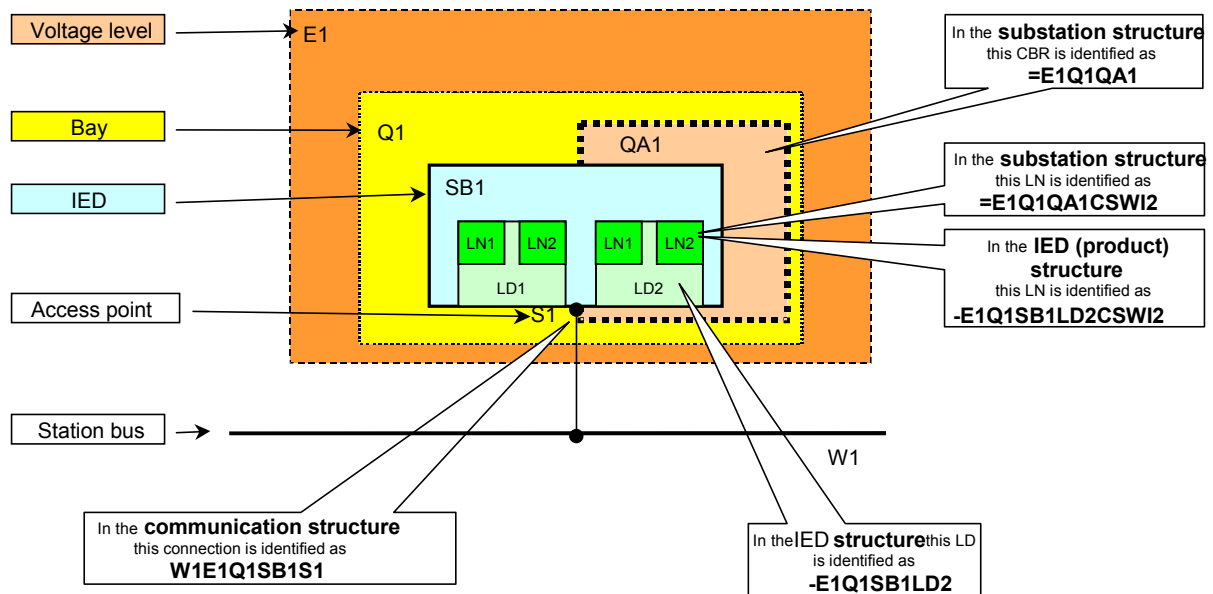 Voltage level
E1
In the substation structure
this CBR is identified as
=E1Q1QA1
Bay
Q1
QA1
IED
SB1
In the substation structure
this LN is identified as
=E1Q1QA1CSWI2
LN1
LN2
LN1
LN2
LD1
LD2
In the IED (product)
structure
this LN is identified as
-E1Q1SB1LD2CSWI2
Access point
S1
Station bus
W1
In the communication structure
this connection is identified as
W1E1Q1SB1S1
In the IED structure this LD
is identified as
-E1Q1SB1LD2